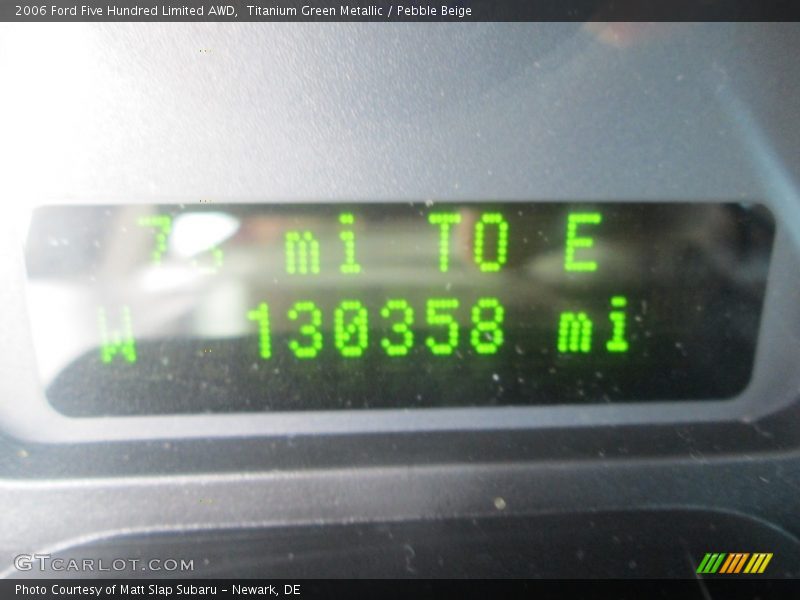 2006 Ford Five Hundred Limited AWD, Titanium Green Metallic / Pebble Beige
mi TO E
W 130358 mi
GTCARLOT.COM
Photo Courtesy of Matt Slap Subaru - Newark, DE